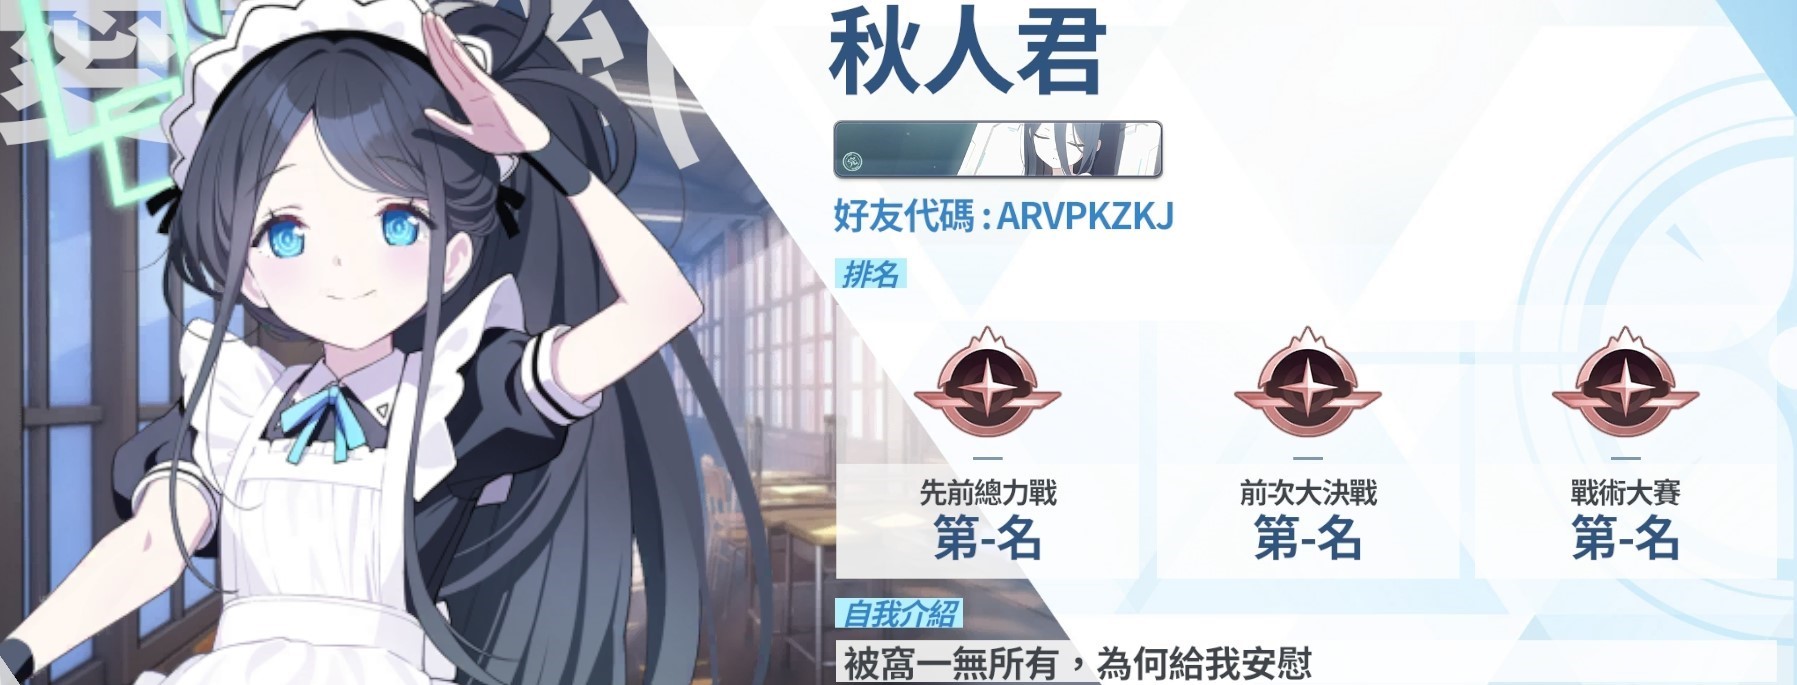 秋人君
好友代碼 : ARVPKZKJ
排名
先前總力戰
第-名
前次大決戰
第-名
戰術大賽
第-名
自我介紹
被窩一無所有，為何給我安慰